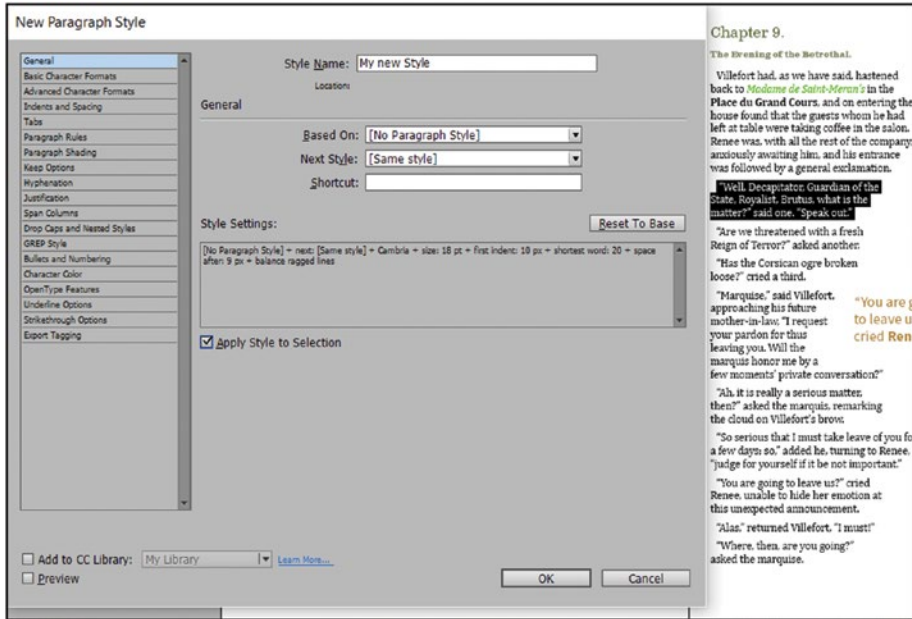 New Paragraph Style
General
Basic Character Formats
Advanced Character Formats
Indents and Spacing
Tabs
Paragraph Rules
Paragraph Shading
Keep Options
Hyphenation
Justification
Span Columns
Drop Caps and Nested Styles
GREP Style
Bullets and Numbering
Character Color
OpenType Features
Underline Options
Strikethrough Options
Export Tagging
Style Name: My new Style
Location:
General
Based On: [No Paragraph Style]
Next Style: [Same style]
Shortcut:
Style Settings:
Reset To Base
[No Paragraph Style] + next: [Same style] + Cambria + size: 18 pt + first indent: 10 px + shortest word: 20 + space
after: 9 px + balance ragged lines
Apply Style to Selection
Add to CC Library: My Library Learn More...
Preview
OK Cancel
Chapter 9.
The Evening of the Betrothal.
Villefort had, as we have said, hastened
back to Madame de Saint-Meran's in the
Place du Grand Cours, and on entering the
house found that the guests whom he had
left at table were taking coffee in the salon.
Renee was, with all the rest of the company,
anxiously awaiting him, and his entrance
was followed by a general exclamation.
"Well, Decapitator, Guardian of the
State, Royalist, Brutus, what is the
matter?" said one. "Speak out."
"Are we threatened with a fresh
Reign of Terror?" asked another.
"Has the Corsican ogre broken
loose?" cried a third.
"Marquise," said Villefort,
approaching his future
mother-in-law, "I request
your pardon for thus
leaving you. Will the
marquis honor me by a
few moments' private conversation?"
"You are g
to leave u
cried Ren
"Ah, it is really a serious matter,
then?" asked the marquis, remarking
the cloud on Villefort's brow.
"So serious that I must take leave of you fo
a few days; so," added he, turning to Renee,
"judge for yourself if it be not important."
"You are going to leave us?" cried
Renee, unable to hide her emotion at
this unexpected announcement.
"Alas," returned Villefort, "I must!"
"Where, then, are you going?"
asked the marquise.